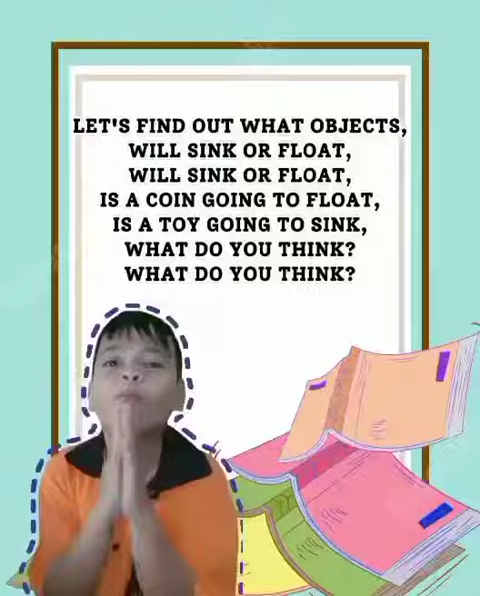 LET'S FIND OUT WHAT OBJECTS,
WILL SINK OR FLOAT,
WILL SINK OR FLOAT,
IS A COIN GOING TO FLOAT,
IS A TOY GOING TO SINK,
WHAT DO YOU THINK?
WHAT DO YOU THINK?